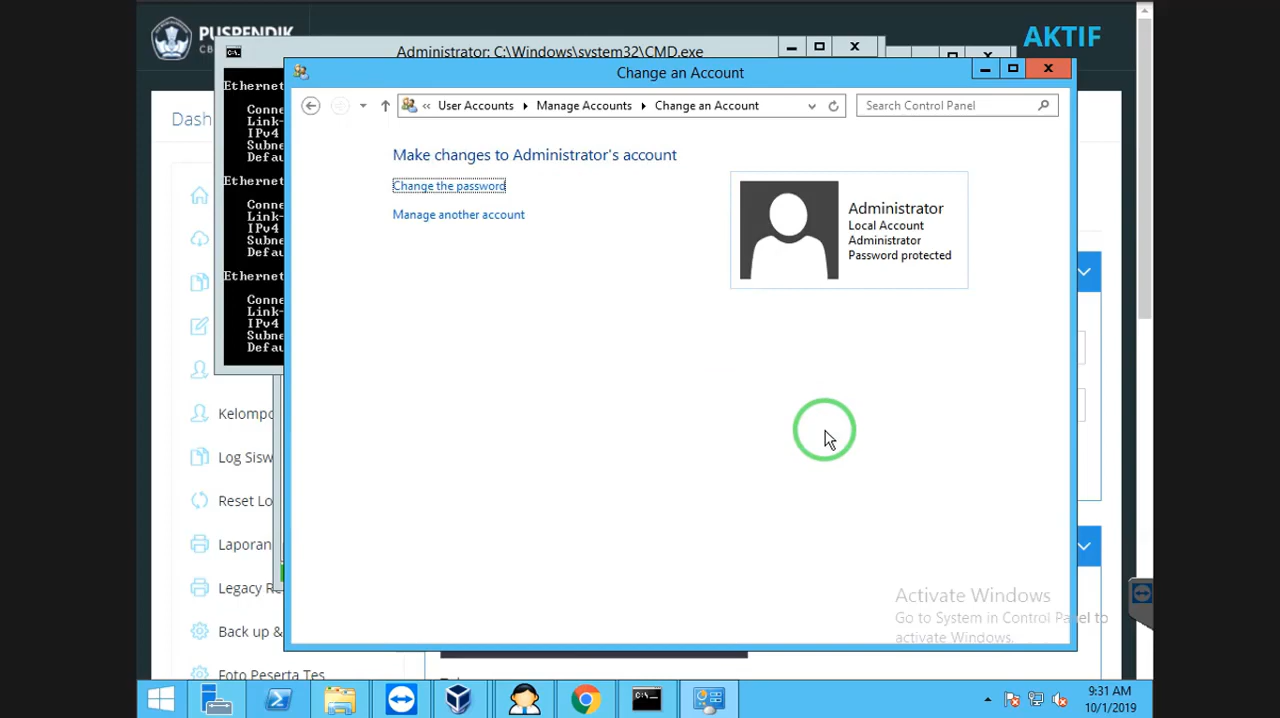 PUSPENDIK
AKTIF
Administrator: C:\Windows\system32\CMD.exe
Change an Account
« User Accounts Manage Accounts Change an Account
Search Control Panel
Make changes to Administrator's account
Change the password
Manage another account
Administrator
Local Account
Administrator
Password protected
Dash
Ethernet
Conne
Link-
IPv4
Subne
Defau
Ethernet
Conne
Link-
IPv4
Subne
Defau
Ethernet
Conne
Link-
IPv4
Subne
Defau
Kelompo
Log Sisw
Reset Lo
Laporan
Legacy R
Back up &
Foto Peserta Tes
Activate Windows
Go to System in Control Panel to
activate Windows.
9:31 AM
10/1/2019